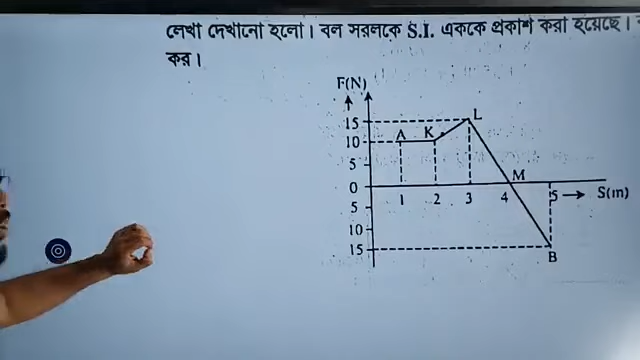 লেখা দেখানো হলো। বল সরলকে S.I. এককে প্রকাশ করা হয়েছে।
কর।
F(N)
15
10
5
0
5
10
15
A K L
M
B
1 2 3 4 5 S(m)